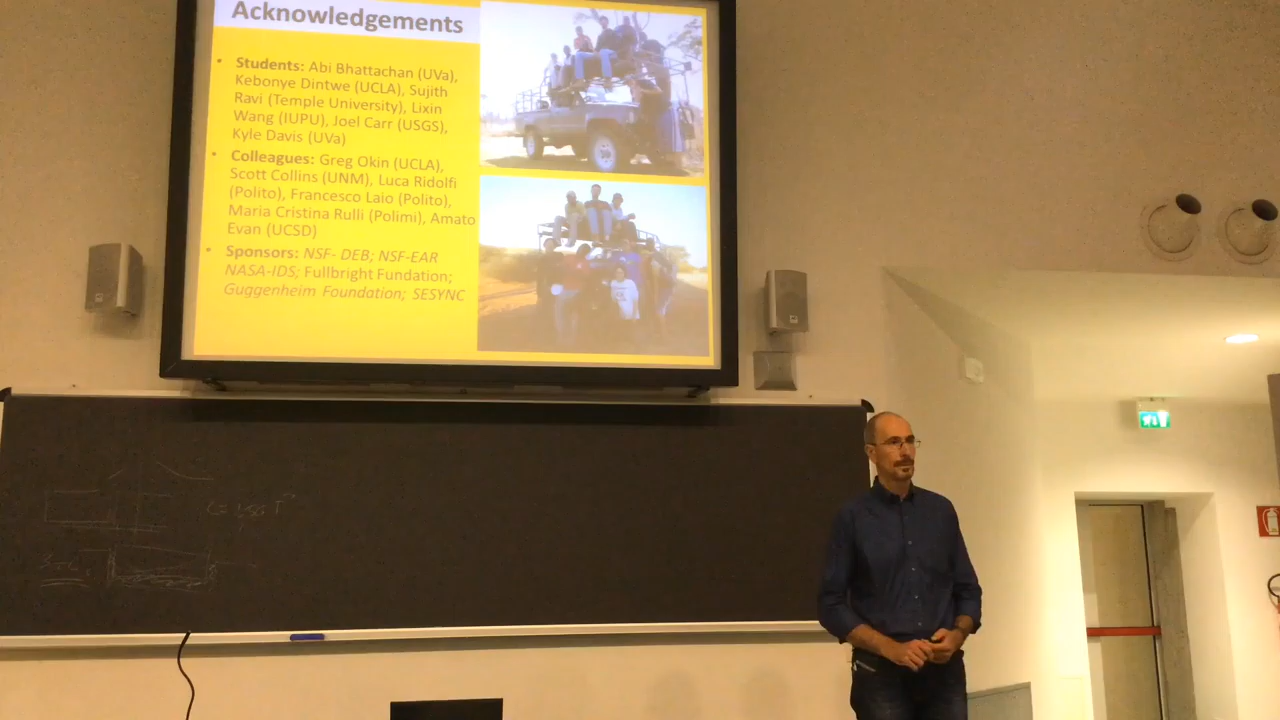 Acknowledgements
• Students: Abi Bhattachan (UVa),
Kebonye Dintwe (UCLA), Sujith
Ravi (Temple University), Lixin
Wang (IUPU), Joel Carr (USGS),
Kyle Davis (UVa)
• Colleagues: Greg Okin (UCLA),
Scott Collins (UNM), Luca Ridolfi
(Polito), Francesco Laio (Polito),
Maria Cristina Rulli (Polimi), Amato
Evan (UCSD)
• Sponsors: NSF- DEB; NSF-EAR
NASA-IDS; Fullbright Fundation;
Guggenheim Foundation; SESYNC